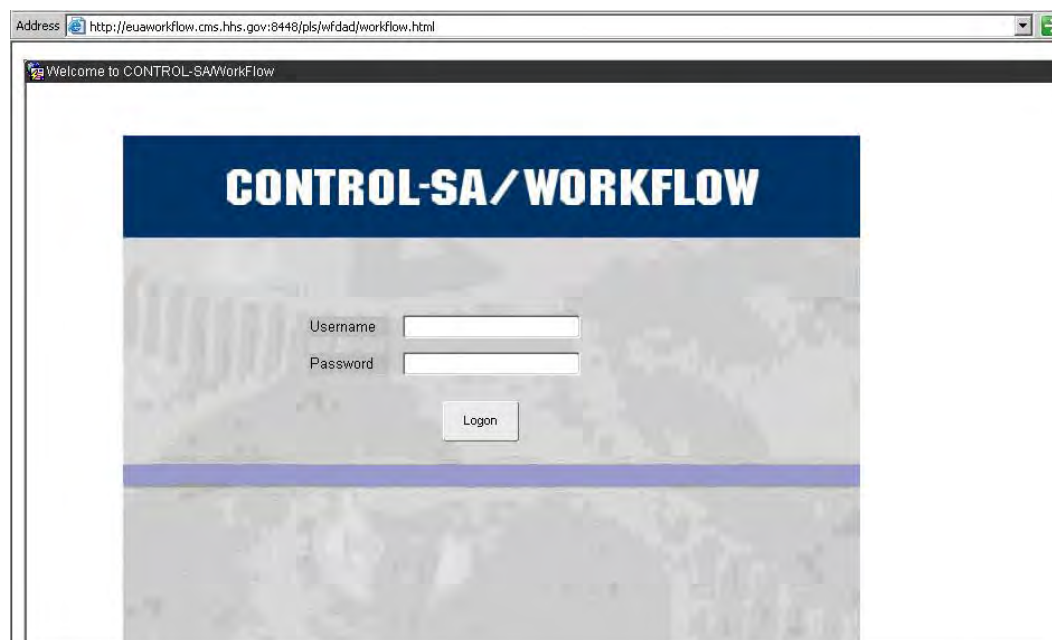 Address http://euaworkflow.cms.hhs.gov:8448/pls/wfdad/workflow.html
Welcome to CONTROL-SA/WorkFlow
CONTROL-SA/WORKFLOW
Username
Password
Logon